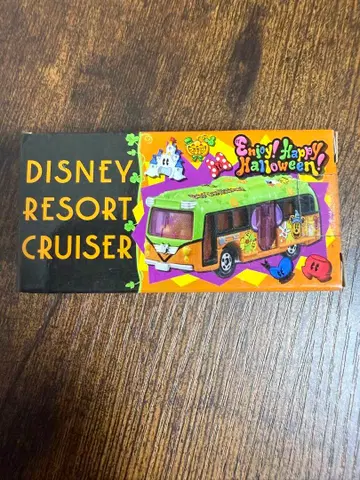 DISNEY
RESORT
CRUISER
Enjoy! Happy
Halloween!